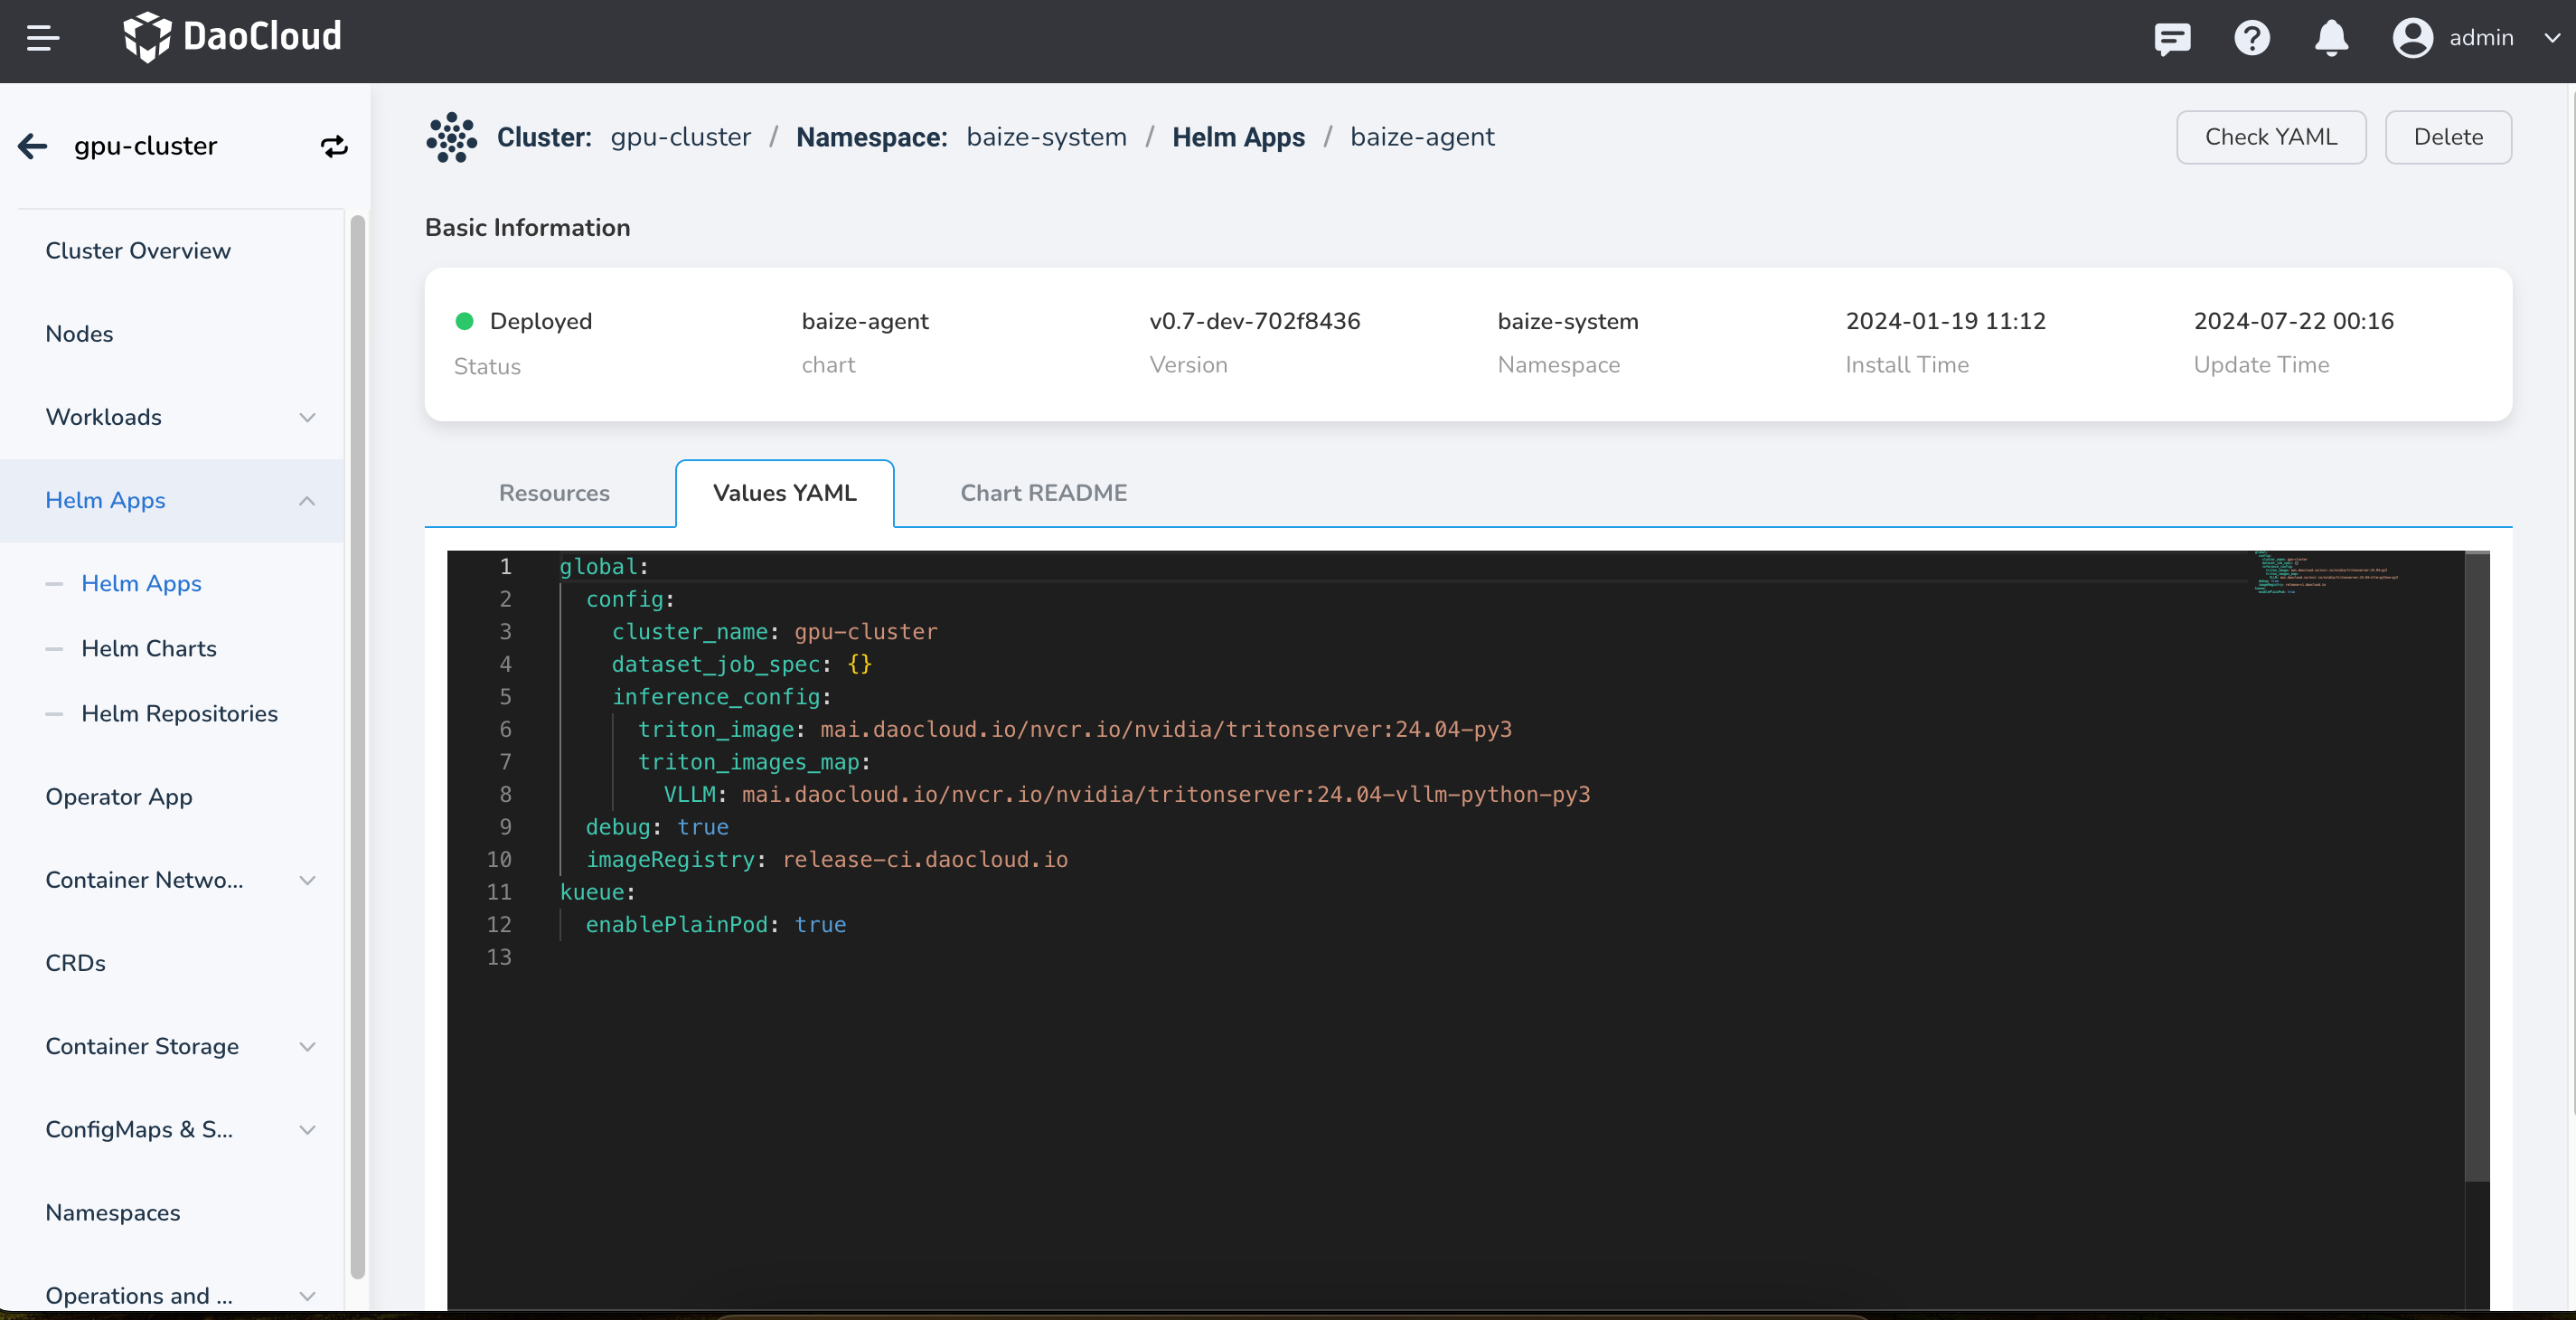 DaoCloud
admin
gpu-cluster
Cluster Overview
Nodes
Workloads
Helm Apps
Helm Apps
Helm Charts
Helm Repositories
Operator App
Container Netwo...
CRDs
Container Storage
ConfigMaps & S...
Namespaces
Operations and ...
Cluster: gpu-cluster / Namespace: baize-system / Helm Apps / baize-agent
Check YAML
Delete
Basic Information
Deployed
Status
baize-agent
chart
v0.7-dev-702f8436
Version
baize-system
Namespace
2024-01-19 11:12
Install Time
2024-07-22 00:16
Update Time
Resources
Values YAML
Chart README
1 global:
2 config:
3 cluster_name: gpu-cluster
4 dataset_job_spec: {}
5 inference_config:
6 triton_image: mai.daocloud.io/nvcr.io/nvidia/tritonserver:24.04-py3
7 triton_images_map:
8 VLLM: mai.daocloud.io/nvcr.io/nvidia/tritonserver:24.04-vllm-python-py3
9 debug: true
10 imageRegistry: release-ci.daocloud.io
11 kueue:
12 enablePlainPod: true
13